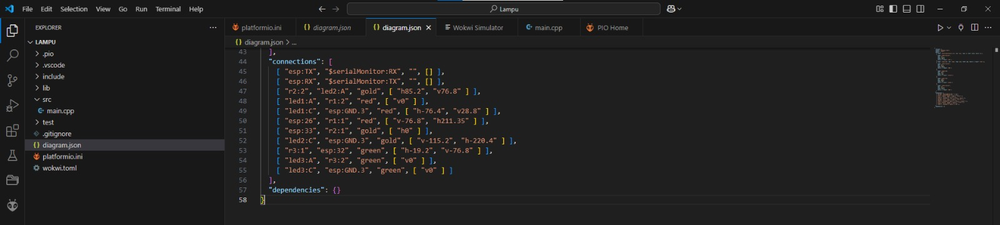 File Edit Selection View Go Run Terminal Help
Lampu
EXPLORER
platformio.ini
diagram.json
diagram.json
Wokwi Simulator
main.cpp
PIO Home
LAMPU
.pio
.vscode
include
lib
src
main.cpp
test
.gitignore
diagram.json
platformio.ini
wokwi.toml
diagram.json > ...
43 ],
44 "connections": [
45 [ "esp:TX", "$serialMonitor:RX", "", [] ],
46 [ "esp:RX", "$serialMonitor:TX", "", [] ],
47 [ "r2:2", "led2:A", "gold", [ "h85.2", "v76.8" ] ],
48 [ "led1:A", "r1:2", "red", [ "v0" ] ],
49 [ "led1:C", "esp:GND.3", "red", [ "h-76.4", "v28.8" ] ],
50 [ "esp:26", "r1:1", "red", [ "v-76.8", "h211.35" ] ],
51 [ "esp:33", "r2:1", "gold", [ "h0" ] ],
52 [ "led2:C", "esp:GND.3", "gold", [ "v-115.2", "h-220.4" ] ],
53 [ "r3:1", "esp:32", "green", [ "h-19.2", "v-76.8" ] ],
54 [ "led3:A", "r3:2", "green", [ "v0" ] ],
55 [ "led3:C", "esp:GND.3", "green", [ "v0" ] ]
56 ],
57 "dependencies": {}
58 }